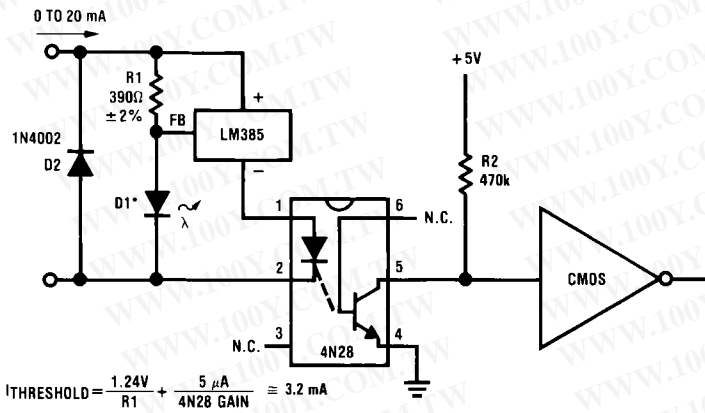 0 TO 20 mA
R1
390Ω
±2%
FB
+
LM385
−
1N4002
D2
D1*
λ
+5V
R2
470k
1
6
N.C.
2
5
CMOS
N.C.
3
4
4N28
ITHRESHOLD = 1.24V / R1 + 5 μA / 4N28 GAIN ≅ 3.2 mA
WWW.100Y.COM.TW